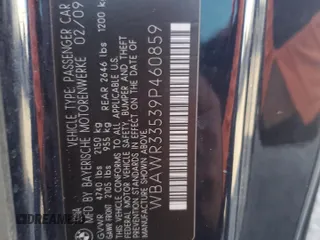 VEHICLE TYPE PASSENGER CAR
MFD BY BAYERISCHE MOTORENWERKE 02/09
GVWR 4740 lbs 2150 kg
GAWR FRONT 2105 lbs 955 kg REAR 2646 lbs 1200 kg
THIS VEHICLE CONFORMS TO ALL APPLICABLE FEDERAL
MOTOR VEHICLE SAFETY, BUMPER AND THEFT PREVENTION
STANDARDS IN EFFECT ON THE DATE OF MANUFACTURE
SHOWN ABOVE.
WBAWR33539P460859